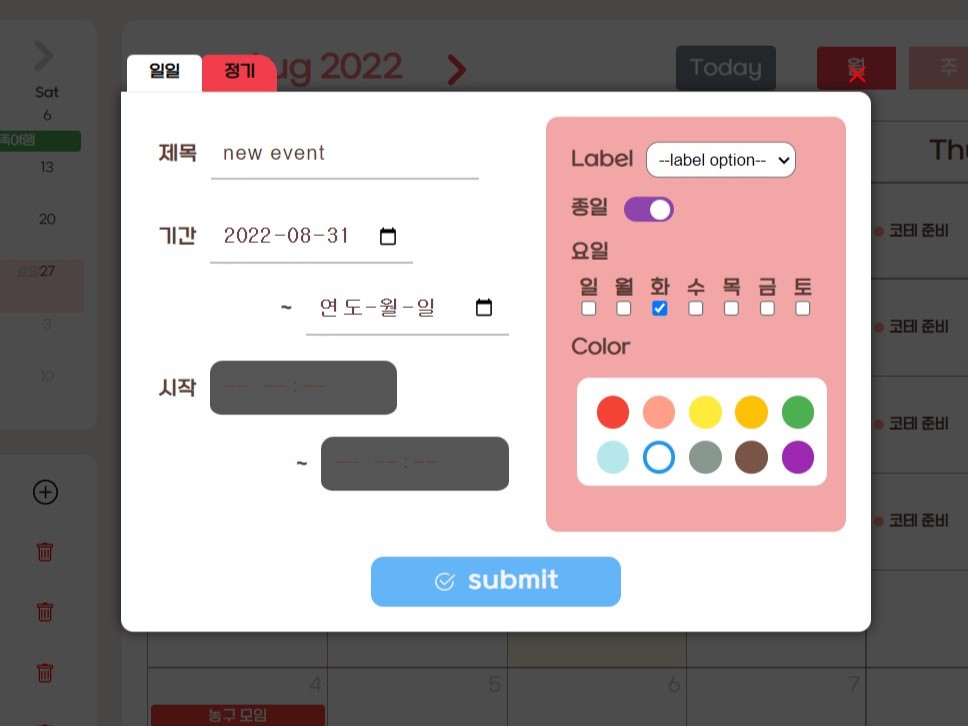 일일 정기 ug 2022 Today 월 주
Sat
6
족여행
13
20
27
3
10
Thu
코테 준비
코테 준비
코테 준비
코테 준비
제목 new event
기간 2022-08-31
~ 연도-월-일
시작 -- --:--
~ -- --:--
Label --label option--
종일
요일
일 월 화 수 목 금 토
Color
submit
4 5 6 7
농구 모임